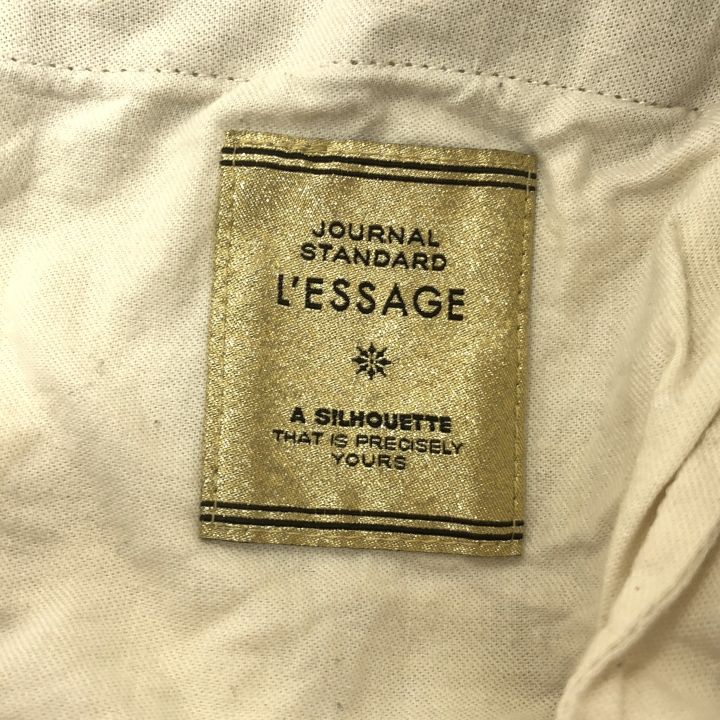 JOURNAL
STANDARD
L'ESSAGE
A SILHOUETTE
THAT IS PRECISELY
YOURS